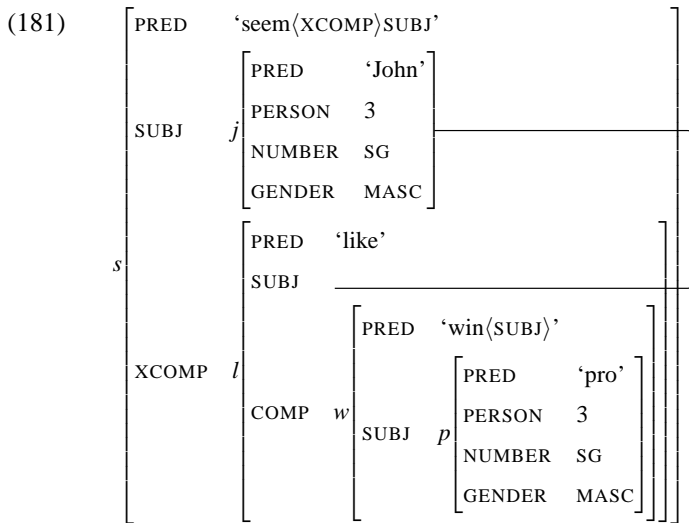 (181)
PRED ‘seem⟨XCOMP⟩SUBJ’
PRED ‘John’
PERSON 3
SUBJ j
NUMBER SG
GENDER MASC
PRED ‘like’
s
SUBJ
PRED ‘win⟨SUBJ⟩’
PRED ‘pro’
XCOMP l
COMP w
PERSON 3
SUBJ p
NUMBER SG
GENDER MASC